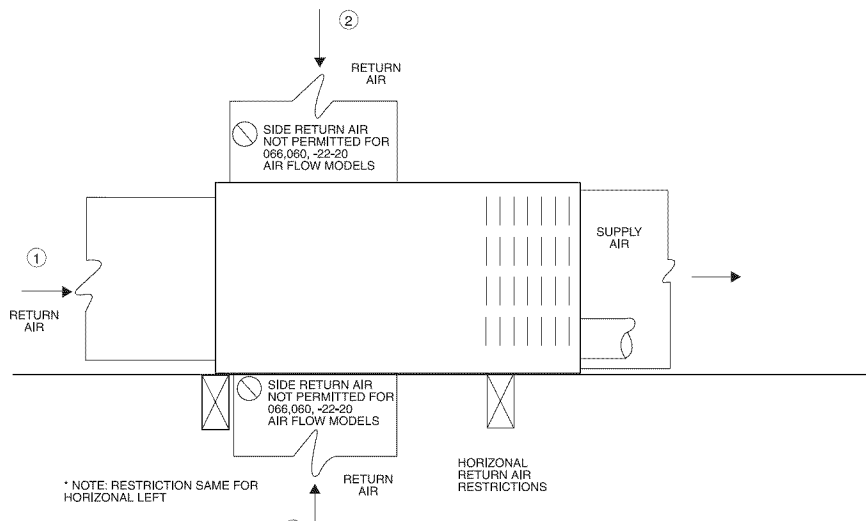 2
RETURN
AIR
SIDE RETURN AIR
NOT PERMITTED FOR
066,060, -22-20
AIR FLOW MODELS
1
RETURN
AIR
SUPPLY
AIR
SIDE RETURN AIR
NOT PERMITTED FOR
066,060, -22-20
AIR FLOW MODELS
RETURN
AIR
* NOTE: RESTRICTION SAME FOR
HORIZONAL LEFT
HORIZONAL
RETURN AIR
RESTRICTIONS